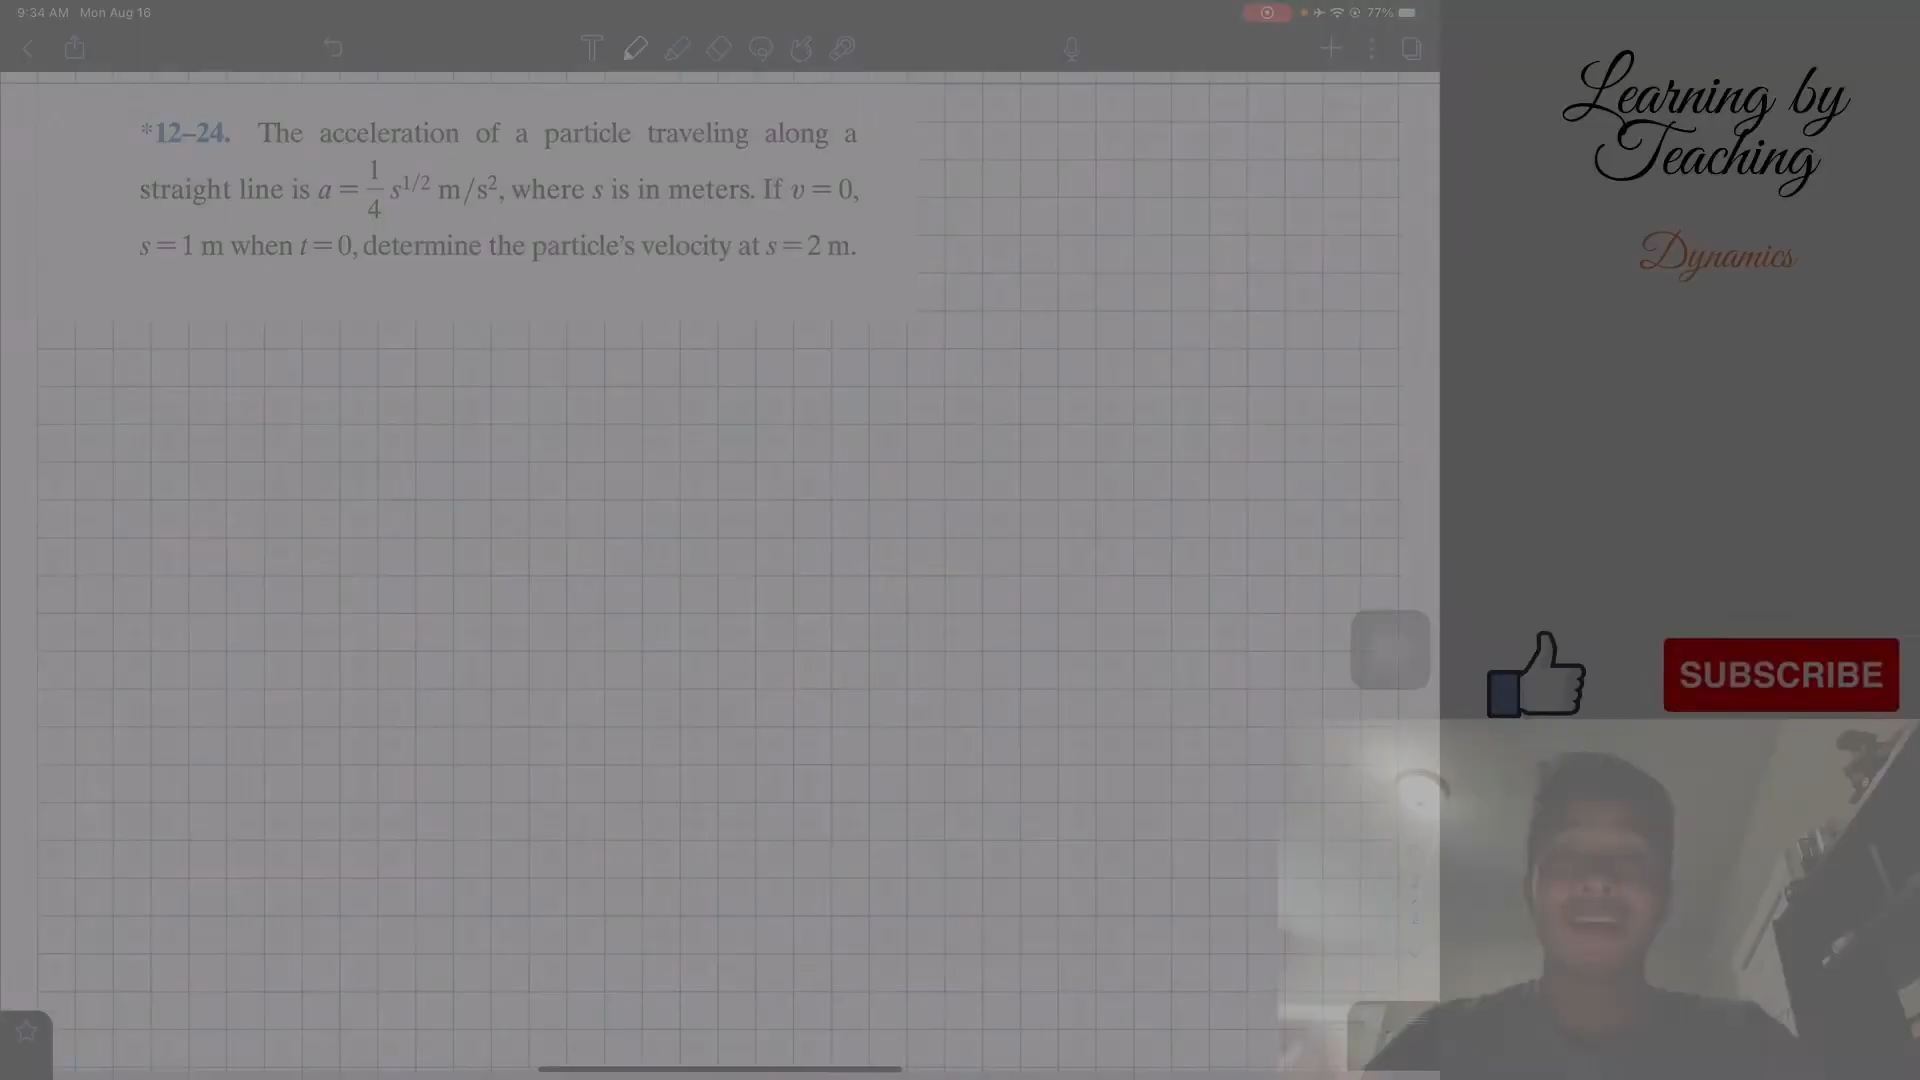 9:34 AM Mon Aug 16
77%
*12–24. The acceleration of a particle traveling along a
straight line is a = 1/4 s^1/2 m/s², where s is in meters. If v = 0,
s = 1 m when t = 0, determine the particle's velocity at s = 2 m.
Learning by
Teaching
Dynamics
SUBSCRIBE